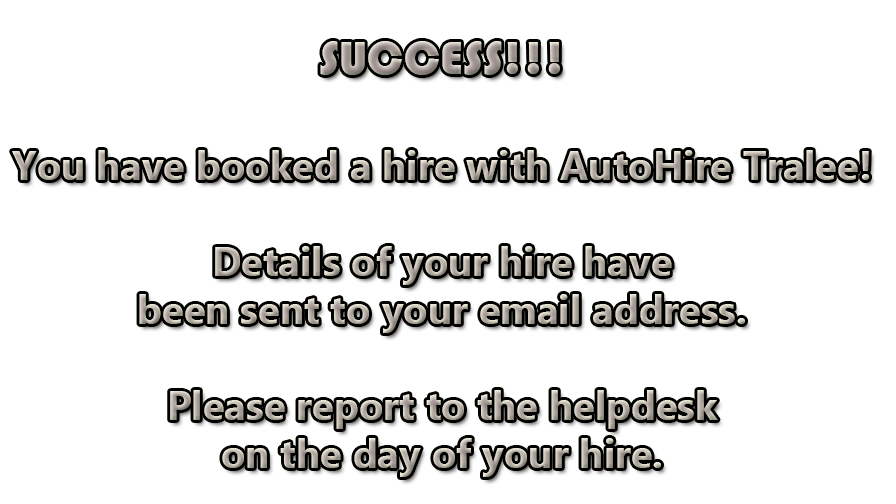 SUCCESS!!!
You have booked a hire with AutoHire Tralee!
Details of your hire have
been sent to your email address.
Please report to the helpdesk
on the day of your hire.